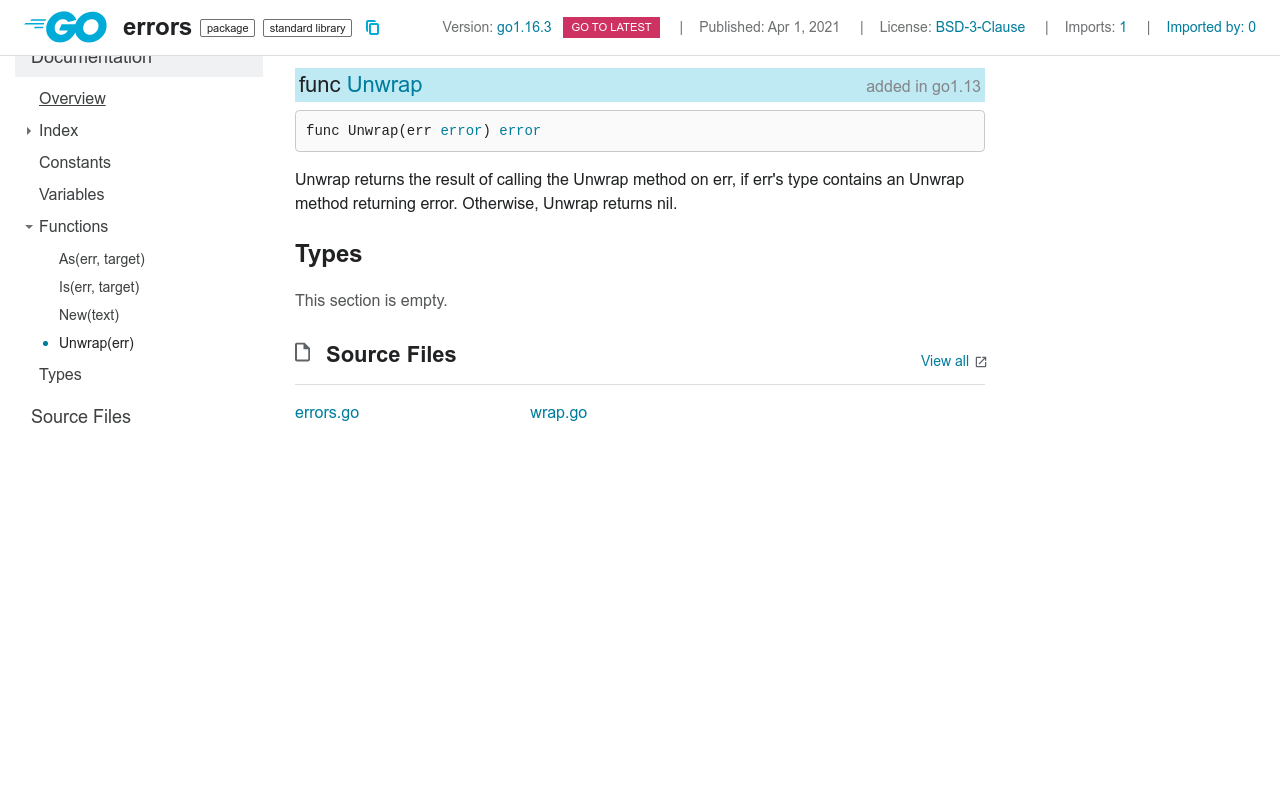 GO errors package standard library Version: go1.16.3 GO TO LATEST | Published: Apr 1, 2021 | License: BSD-3-Clause | Imports: 1 | Imported by: 0
Documentation
Overview
Index
Constants
Variables
Functions
As(err, target)
Is(err, target)
New(text)
Unwrap(err)
Types
Source Files
func Unwrap added in go1.13
func Unwrap(err error) error
Unwrap returns the result of calling the Unwrap method on err, if err's type contains an Unwrap
method returning error. Otherwise, Unwrap returns nil.
Types
This section is empty.
Source Files View all
errors.go wrap.go